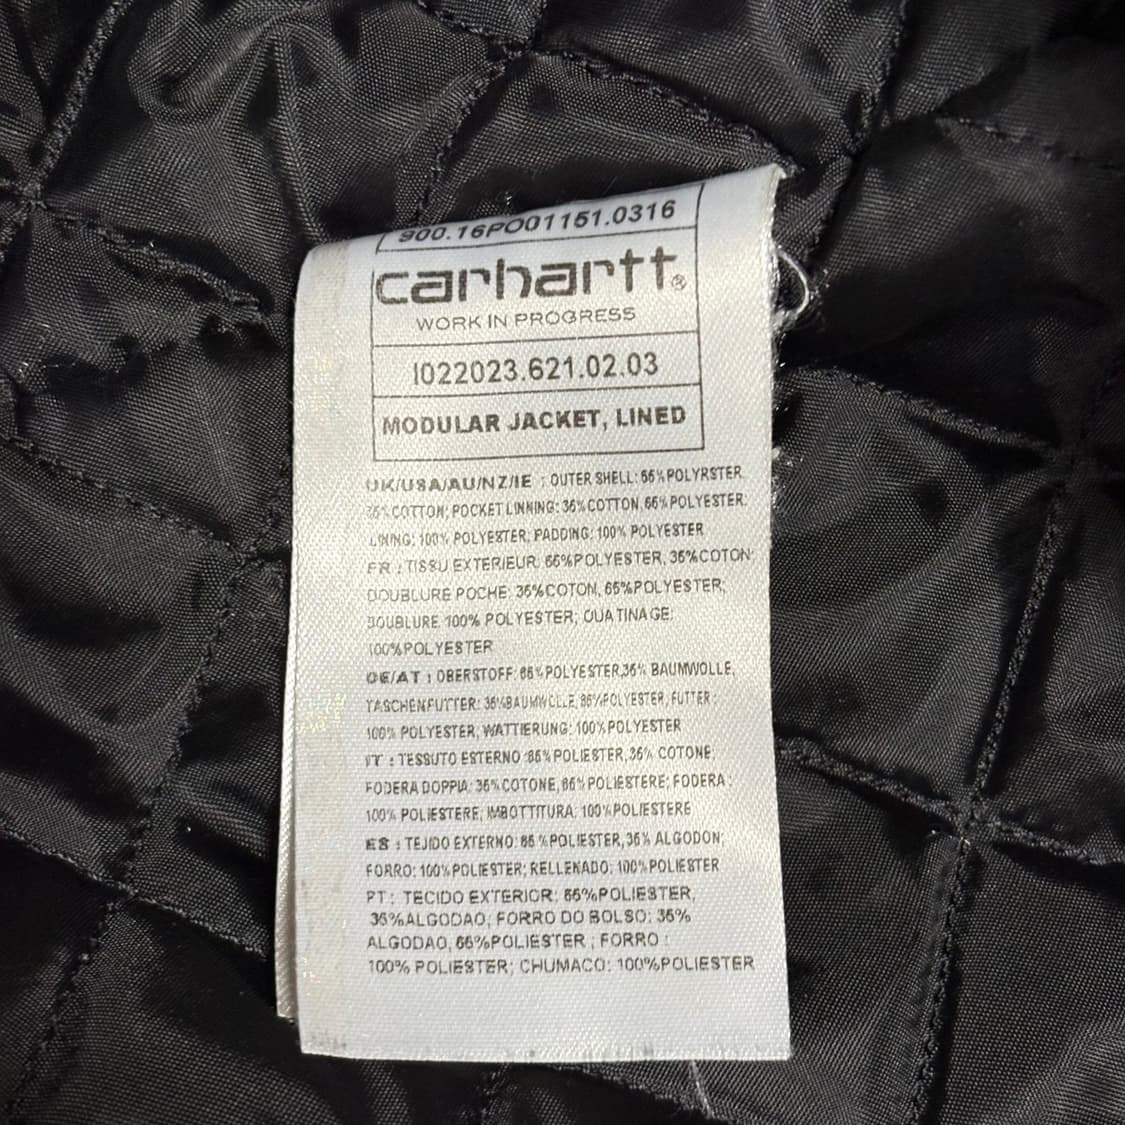 900.16PO01151.0316
carhartt®
WORK IN PROGRESS
I022023.621.02.03
MODULAR JACKET, LINED
UK/USA/AU/NZ/IE : OUTER SHELL: 65%POLYRSTER,
35%COTTON; POCKET LINNING: 35%COTTON, 65%POLYESTER;
LINING: 100% POLYESTER; PADDING: 100% POLYESTER
FR : TISSU EXTERIEUR: 65%POLYESTER, 35%COTON;
DOUBLURE POCHE: 35%COTON, 65%POLYESTER;
DOUBLURE 100% POLYESTER; OUATINAGE:
100%POLYESTER
DE/AT : OBERSTOFF: 65%POLYESTER,35% BAUMWOLLE,
TASCHENFUTTER: 35%BAUMWOLLE,65%POLYESTER, FUTTER :
100% POLYESTER; WATTIERUNG: 100%POLYESTER
IT : TESSUTO ESTERNO :65%POLIESTER,35% COTONE;
FODERA DOPPIA: 35%COTONE,65%POLIESTERE; FODERA :
100% POLIESTERE; IMBOTTITURA: 100%POLIESTERE
ES : TEJIDO EXTERNO: 65 %POLIESTER,35% ALGODON;
FORRO: 100%POLIESTER; RELLENADO: 100%POLIESTER
PT : TECIDO EXTERIOR: 65%POLIESTER,
35%ALGODAO; FORRO DO BOLSO: 35%
ALGODAO, 65%POLIESTER ; FORRO :
100% POLIESTER; CHUMACO: 100%POLIESTER